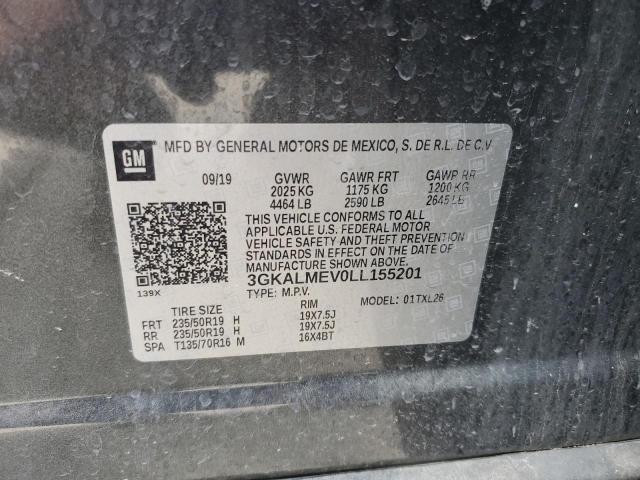 GM
MFD BY GENERAL MOTORS DE MEXICO, S. DE R.L. DE C.V
09/19 GVWR GAWR FRT GAWR RR
2025 KG 1175 KG 1200 KG
4464 LB 2590 LB 2645 LB
THIS VEHICLE CONFORMS TO ALL
APPLICABLE U.S. FEDERAL MOTOR
VEHICLE SAFETY AND THEFT PREVENTION
STANDARDS IN EFFECT ON THE DATE OF
MANUFACTURE SHOWN ABOVE.
3GKALMEV0LL155201
139X TYPE: M.P.V. MODEL: 01TXL26
TIRE SIZE RIM
FRT 235/50R19 H 19X7.5J
RR 235/50R19 H 19X7.5J
SPA T135/70R16 M 16X4BT